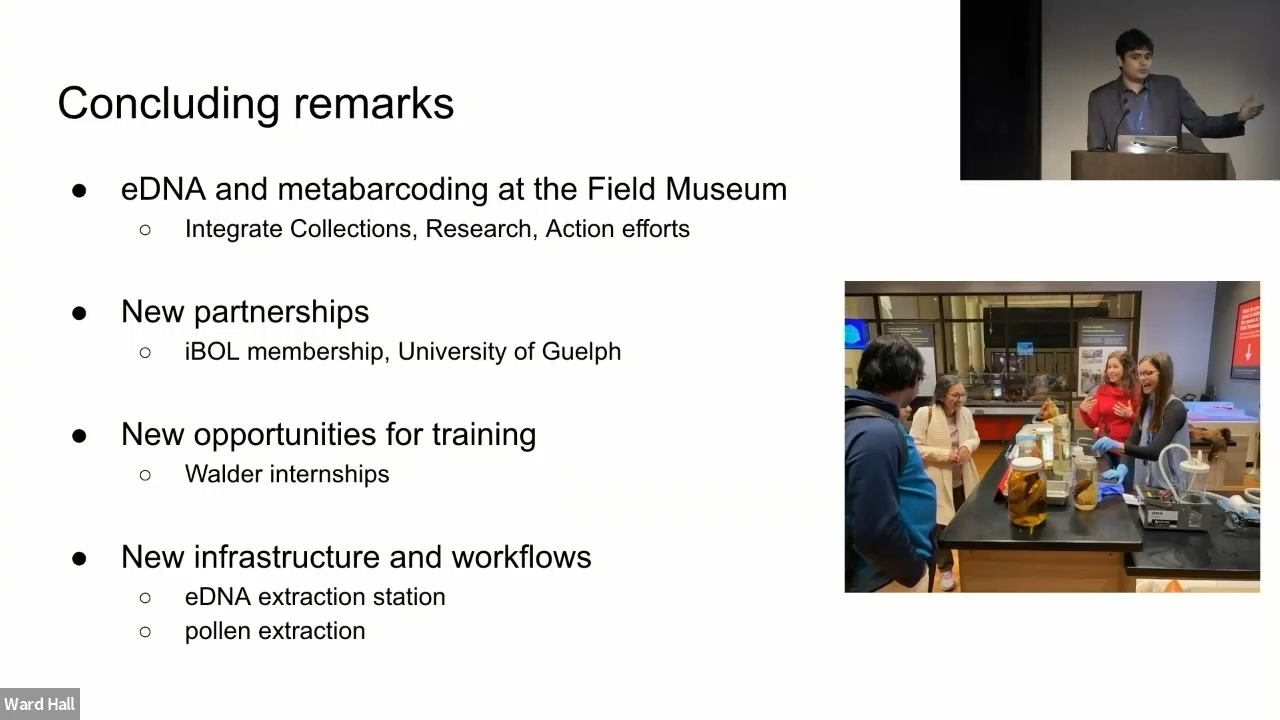 Concluding remarks
● eDNA and metabarcoding at the Field Museum
○ Integrate Collections, Research, Action efforts
● New partnerships
○ iBOL membership, University of Guelph
● New opportunities for training
○ Walder internships
● New infrastructure and workflows
○ eDNA extraction station
○ pollen extraction
Ward Hall